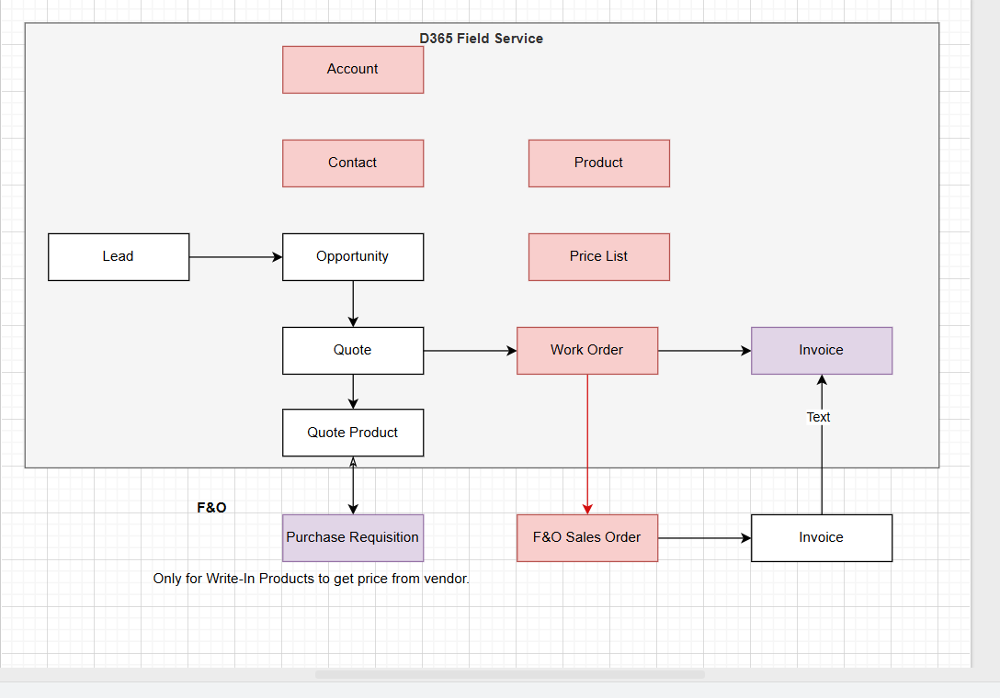 D365 Field Service
Account
Contact
Product
Lead
Opportunity
Price List
Quote
Work Order
Invoice
Text
Quote Product
F&O
Purchase Requisition
F&O Sales Order
Invoice
Only for Write-In Products to get price from vendor.